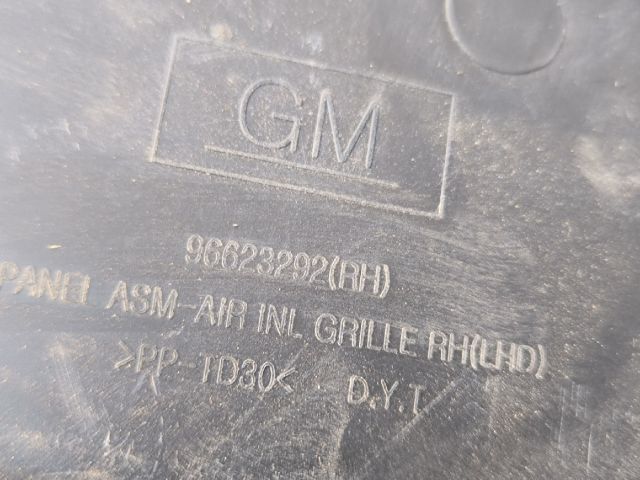 GM
96623292(RH)
PANEL ASM-AIR INL GRILLE RH(LHD)
>PP-TD30< D.Y.T